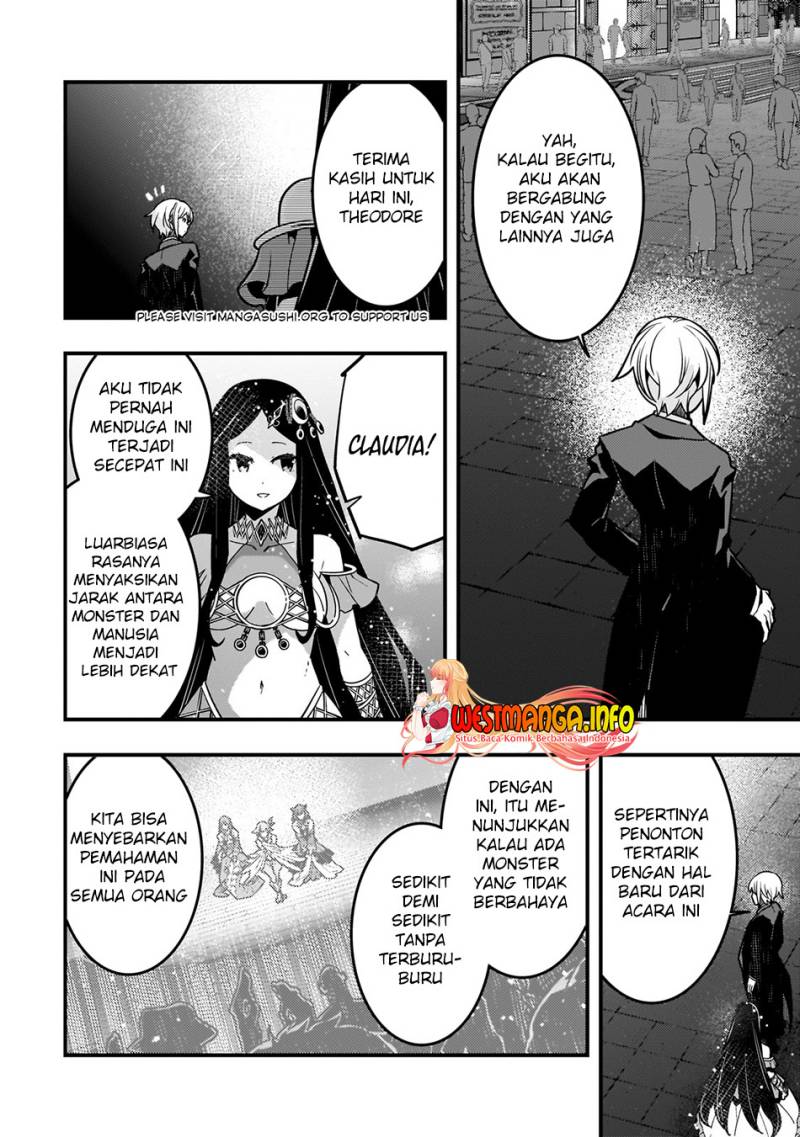 YAH,
KALAU BEGITU,
AKU AKAN
BERGABUNG
DENGAN YANG
LAINNYA JUGA
TERIMA
KASIH UNTUK
HARI INI,
THEODORE
PLEASE VISIT MANGASUSHI.ORG TO SUPPORT US
CLAUDIA!
AKU TIDAK
PERNAH
MENDUGA INI
TERJADI
SECEPAT INI
LUARBIASA
RASANYA
MENYAKSIKAN
JARAK ANTARA
MONSTER DAN
MANUSIA
MENJADI
LEBIH DEKAT
WESTMANGA.INFO
Situs Baca Komik Berbahasa Indonesia
SEPERTINYA
PENONTON
TERTARIK
DENGAN HAL
BARU DARI
ACARA INI
DENGAN
INI, ITU ME-
NUNJUKKAN
KALAU ADA
MONSTER
YANG TIDAK
BERBAHAYA
SEDIKIT
DEMI
SEDIKIT
TANPA
TERBURU-
BURU
KITA BISA
MENYEBARKAN
PEMAHAMAN
INI PADA
SEMUA ORANG